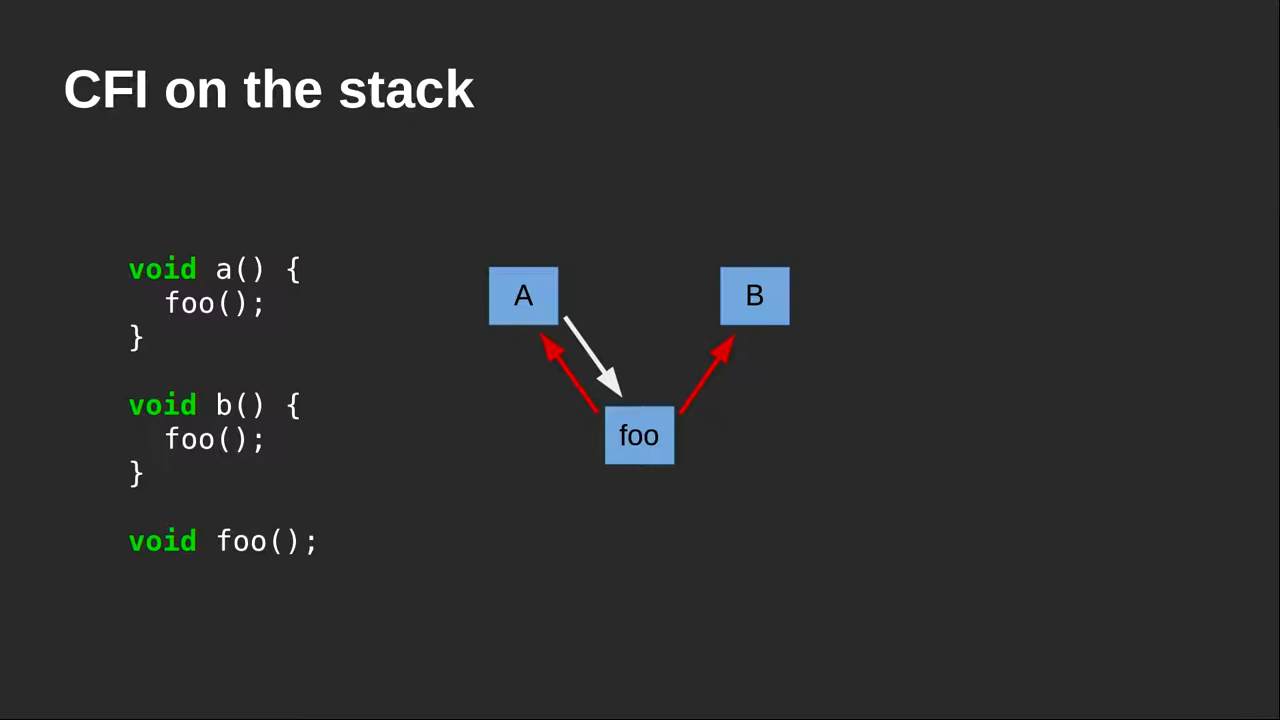 CFI on the stack
void a() {
  foo();
}
void b() {
  foo();
}
void foo();
A
B
foo